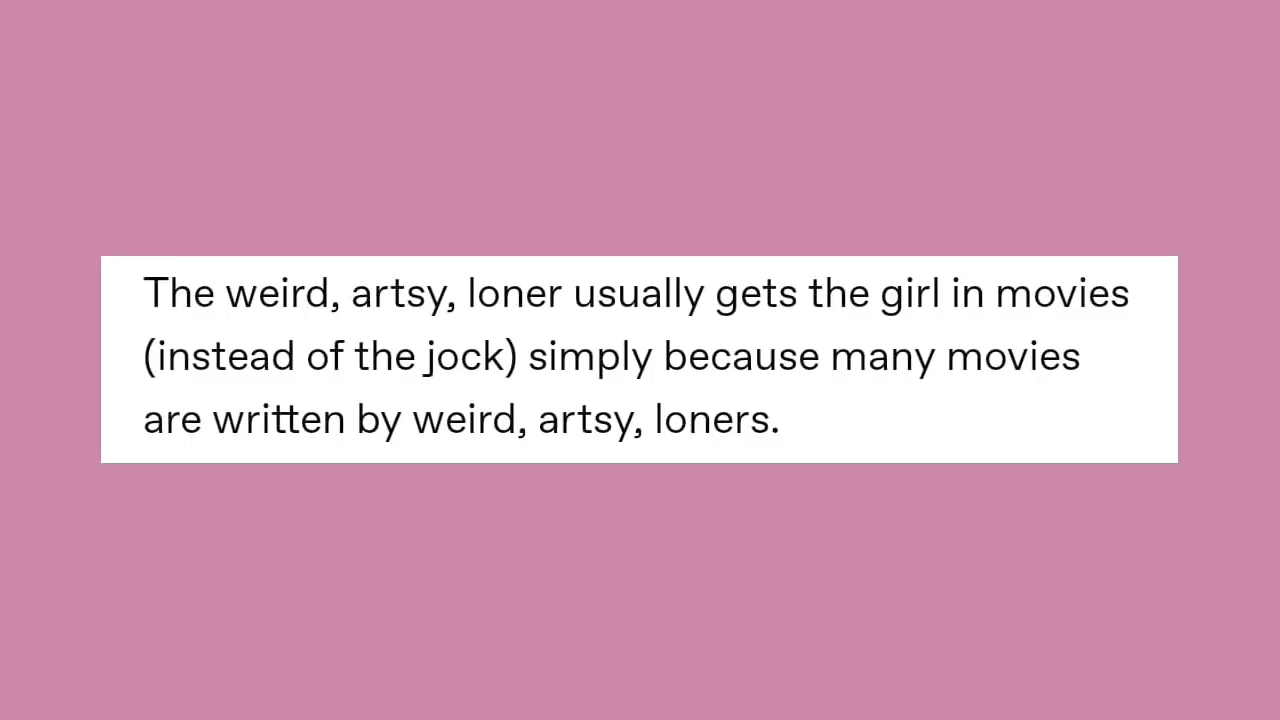 The weird, artsy, loner usually gets the girl in movies
(instead of the jock) simply because many movies
are written by weird, artsy, loners.